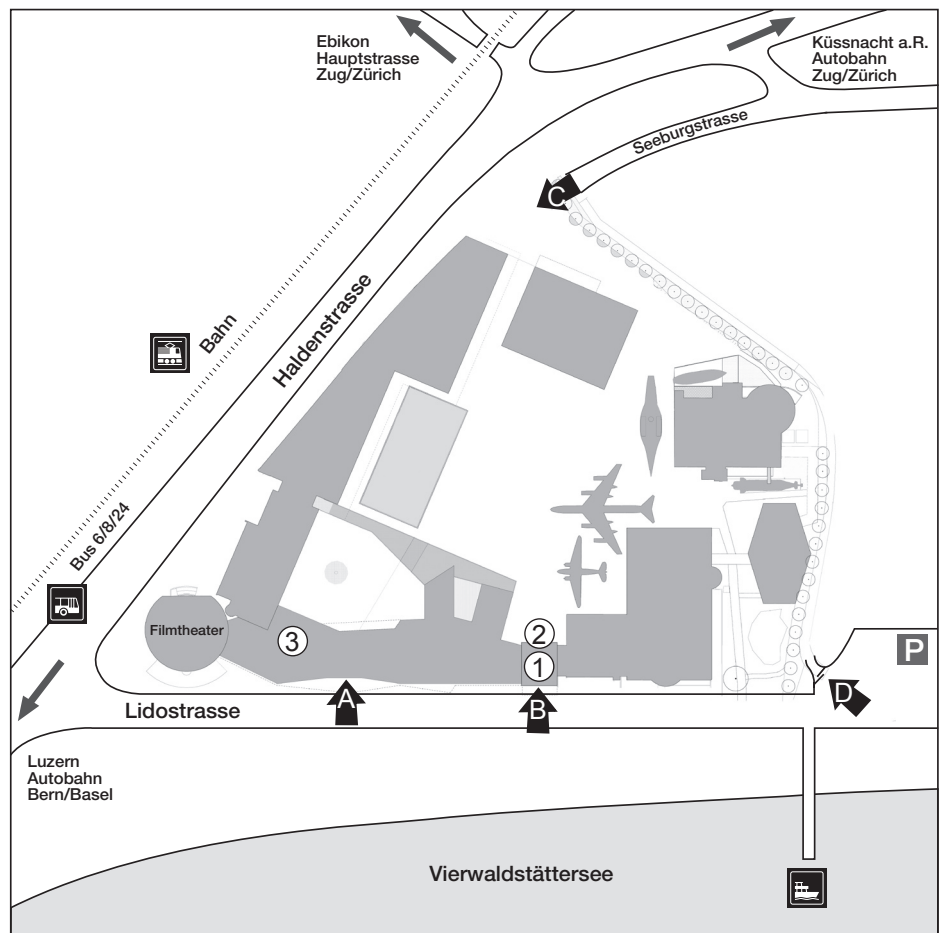 Ebikon
Hauptstrasse
Zug/Zürich
Küssnacht a.R.
Autobahn
Zug/Zürich
Seeburgstrasse
C
Haldenstrasse
Bahn
Bus 6/8/24
Filmtheater
3
2
1
P
A
B
D
Lidostrasse
Luzern
Autobahn
Bern/Basel
Vierwaldstättersee